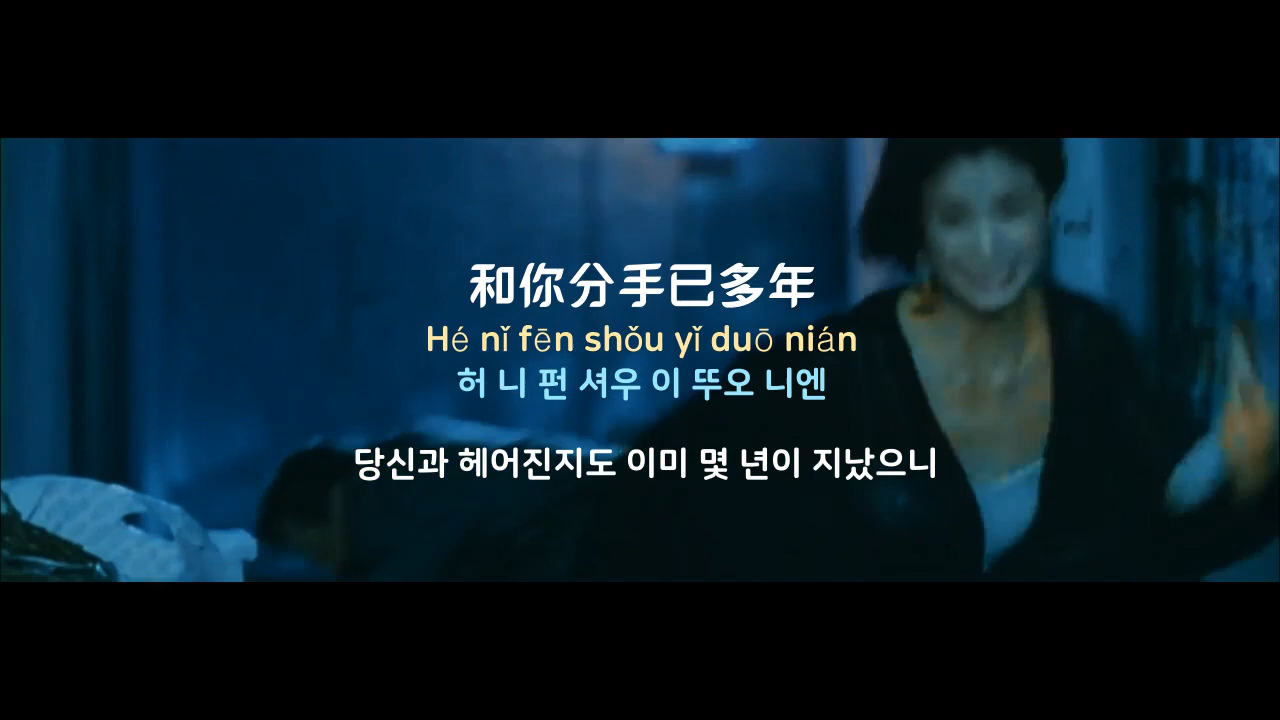 和你分手已多年
Hé nǐ fēn shǒu yǐ duō nián
허 니 펀 셔우 이 뚜오 니엔
당신과 헤어진지도 이미 몇 년이 지났으니